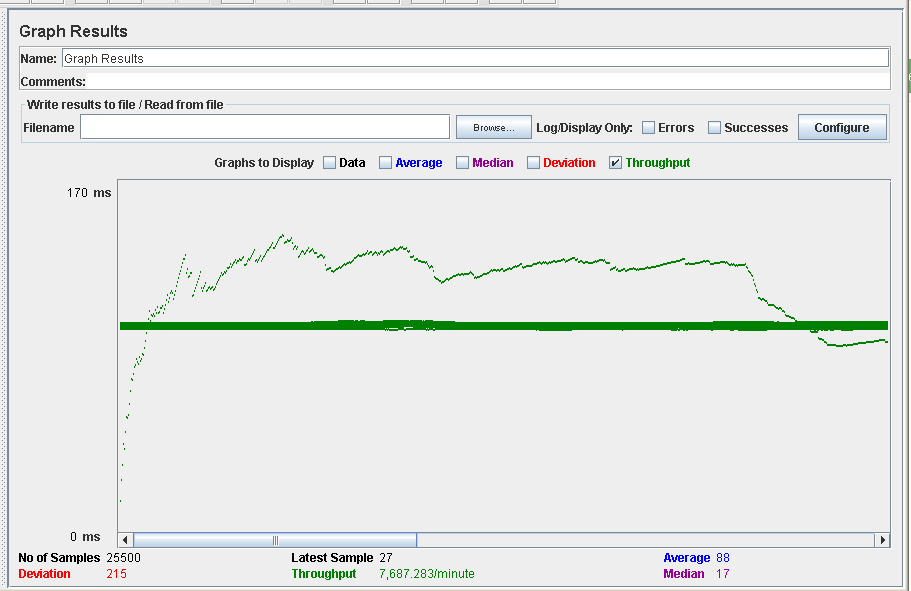 Graph Results
Name: Graph Results
Comments:
Write results to file / Read from file
Filename Browse... Log/Display Only: Errors Successes Configure
Graphs to Display Data Average Median Deviation Throughput
170 ms
0 ms
No of Samples 25500 Latest Sample 27 Average 88
Deviation 215 Throughput 7,687.283/minute Median 17